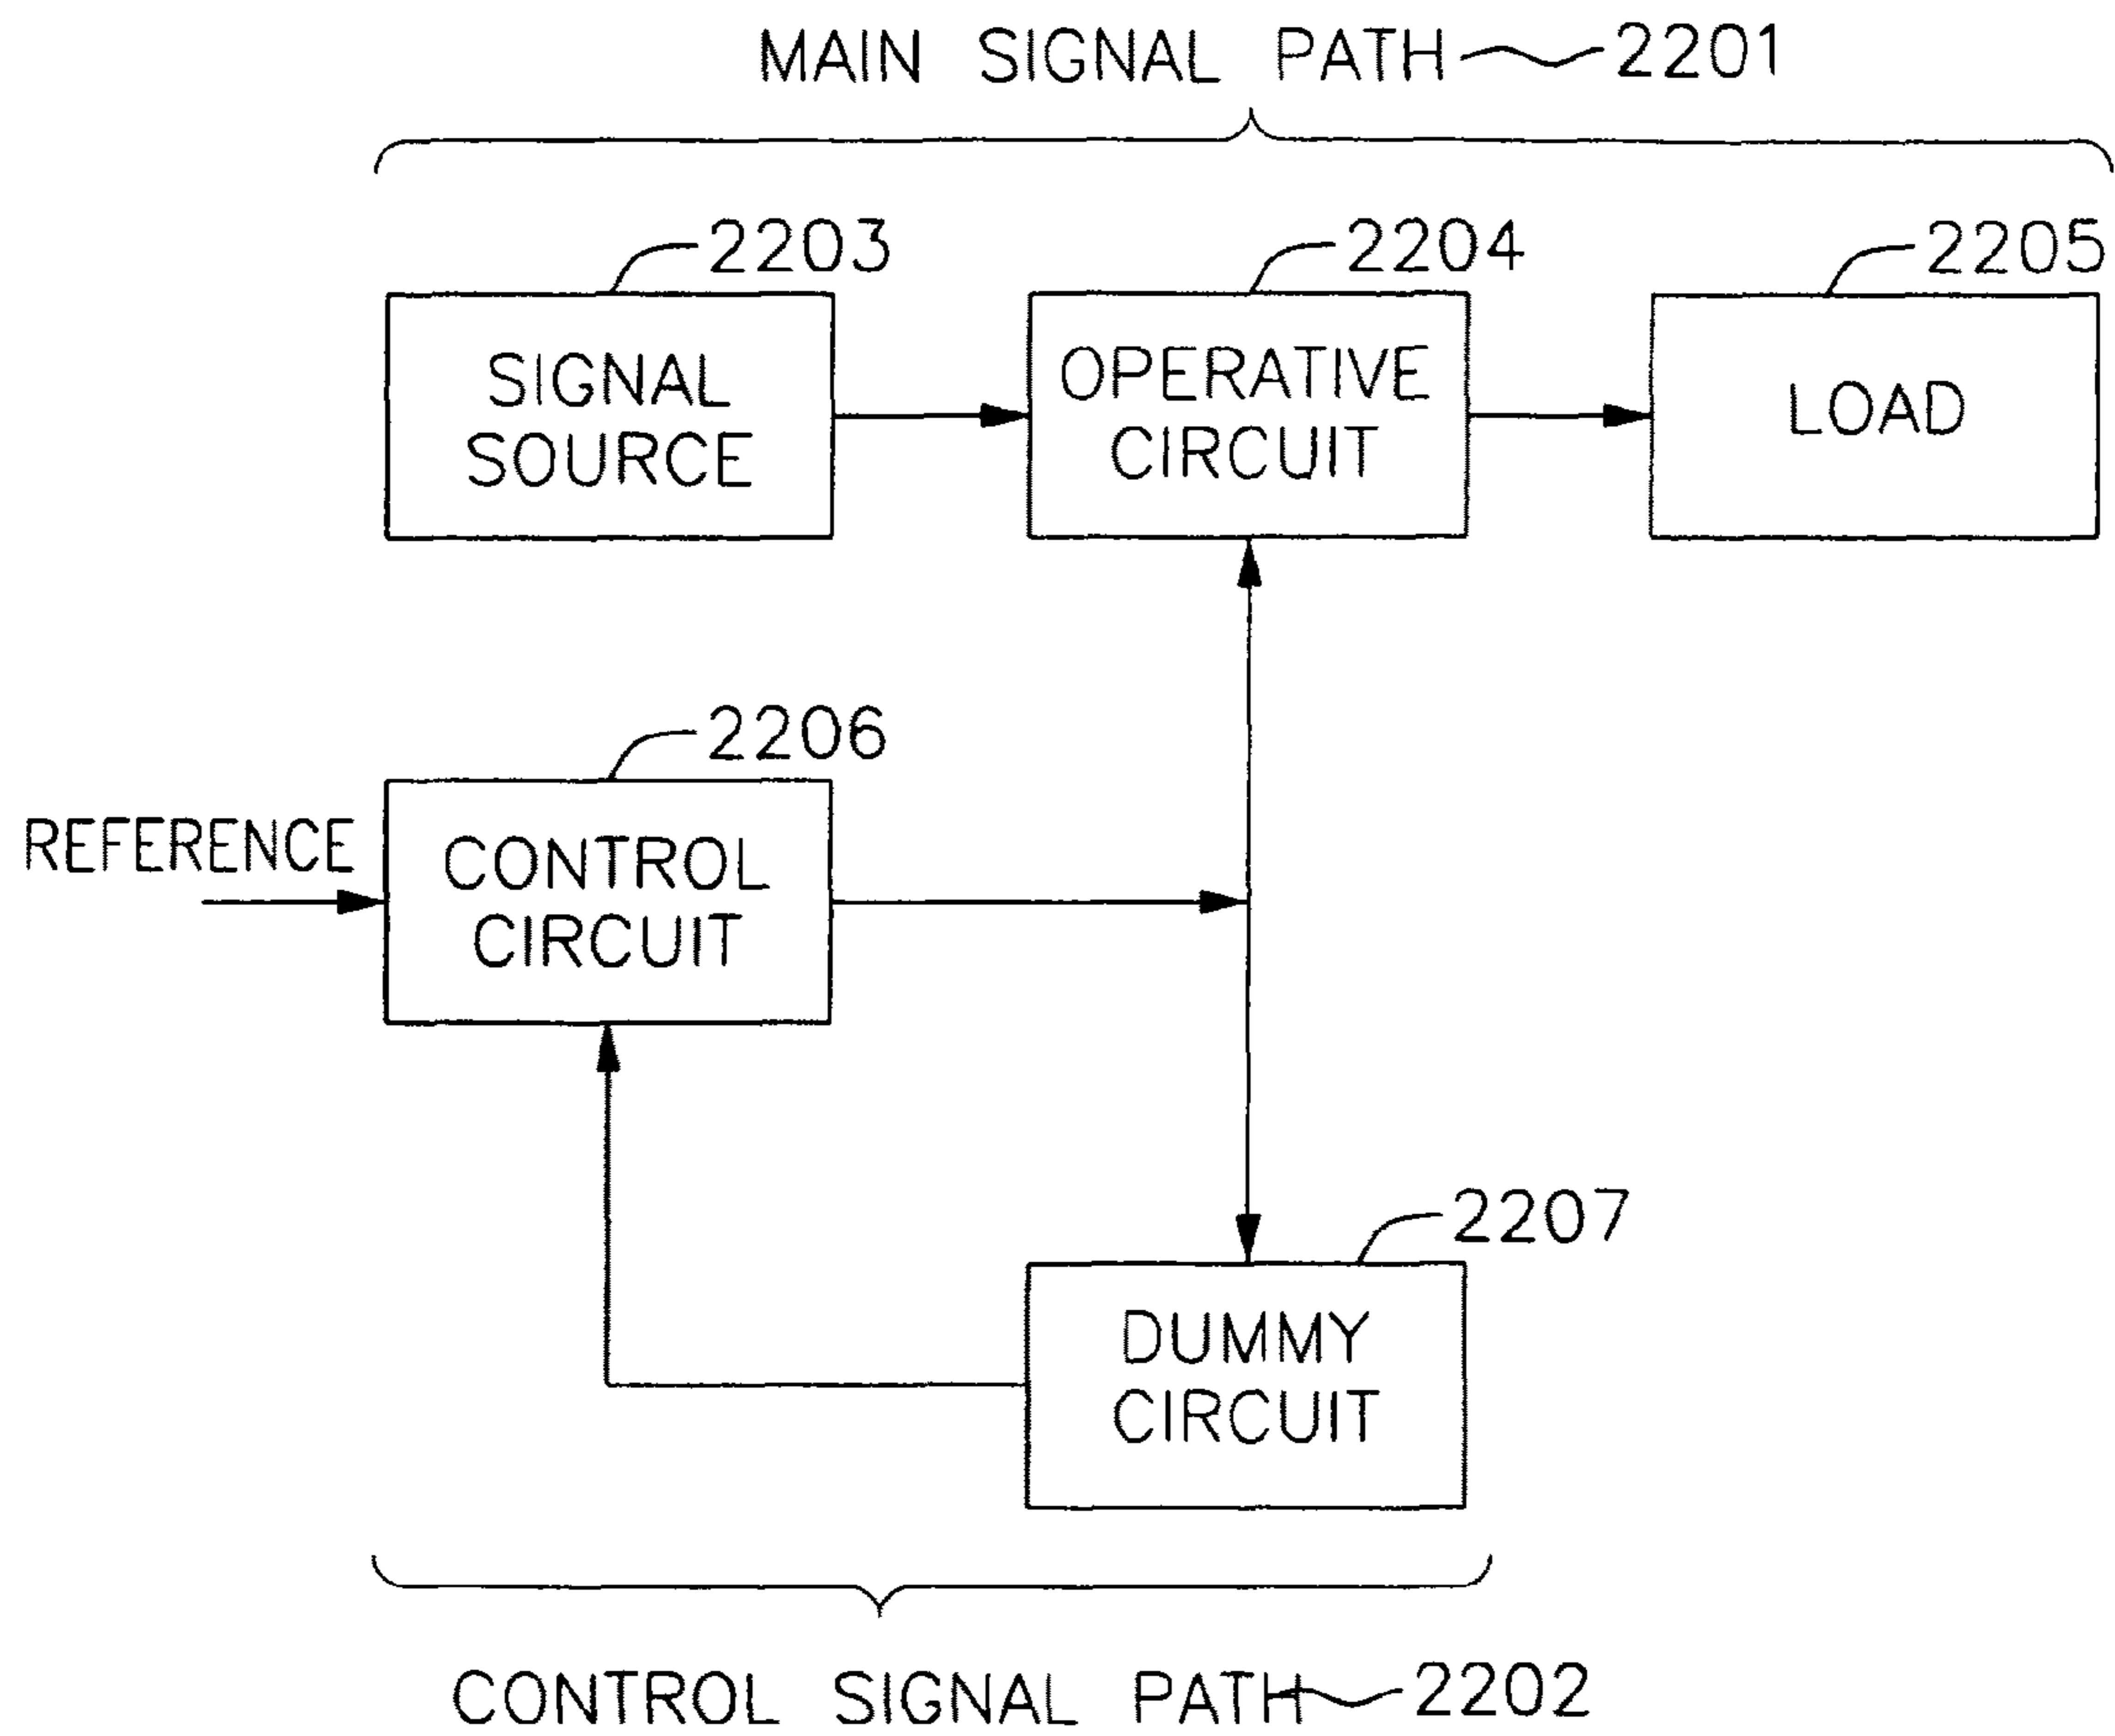 MAIN SIGNAL PATH 2201
2203
2204
2205
SIGNAL
SOURCE
OPERATIVE
CIRCUIT
LOAD
2206
REFERENCE
CONTROL
CIRCUIT
2207
DUMMY
CIRCUIT
CONTROL SIGNAL PATH 2202